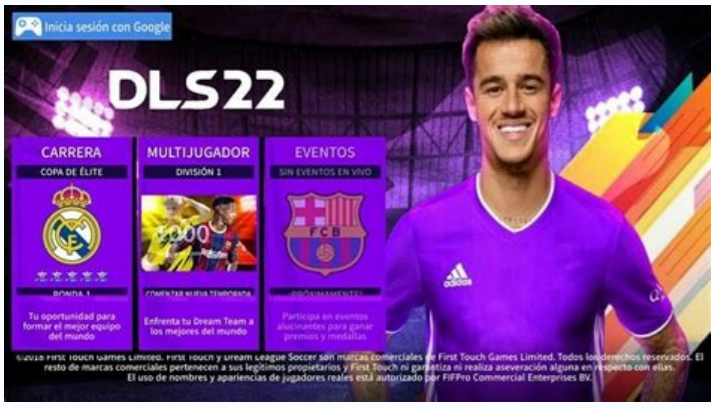 Inicia sesión con Google
DLS22
CARRERA
COPA DE ÉLITE
RONDA 1
Tu oportunidad para
formar el mejor equipo
del mundo
MULTIJUGADOR
DIVISIÓN 1
1000
COMENZAR NUEVA TEMPORADA
Enfrenta tu Dream Team a
los mejores del mundo
EVENTOS
SIN EVENTOS EN VIVO
FCB
¡PRÓXIMAMENTE!
Participa en eventos
alucinantes para ganar
premios y medallas
adidas
©2018 First Touch Games Limited. First Touch y Dream League Soccer son marcas comerciales de First Touch Games Limited. Todos los derechos reservados. El
resto de marcas comerciales pertenecen a sus legítimos propietarios y First Touch ni garantiza ni realiza aseveración alguna en respecto con ellas.
El uso de nombres y apariencias de jugadores reales está autorizado por FIFPro Commercial Enterprises BV.